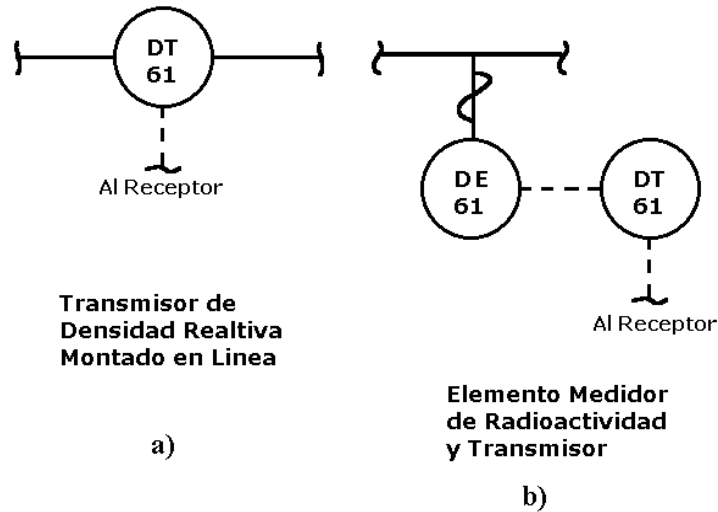 DT
61
Al Receptor
Transmisor de
Densidad Realtiva
Montado en Linea
a)
DE
61
DT
61
Al Receptor
Elemento Medidor
de Radioactividad
y Transmisor
b)